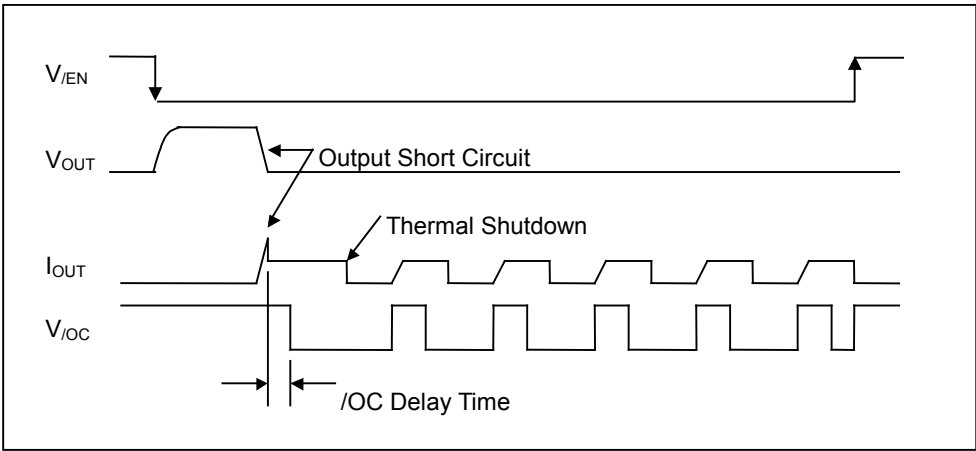 V/EN
VOUT
Output Short Circuit
Thermal Shutdown
IOUT
V/OC
/OC Delay Time